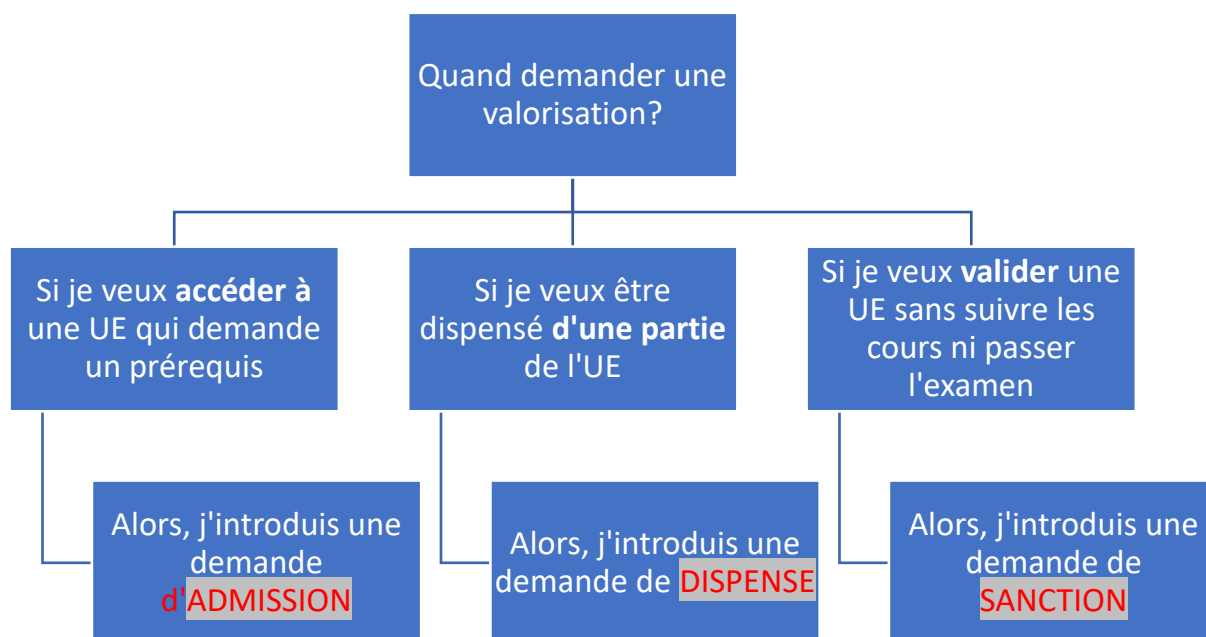 Quand demander une
valorisation?
Si je veux accéder à
une UE qui demande
un prérequis
Si je veux être
dispensé d'une partie
de l'UE
Si je veux valider une
UE sans suivre les
cours ni passer
l'examen
Alors, j'introduis une
demande
d'ADMISSION
Alors, j'introduis une
demande de DISPENSE
Alors, j'introduis une
demande de
SANCTION